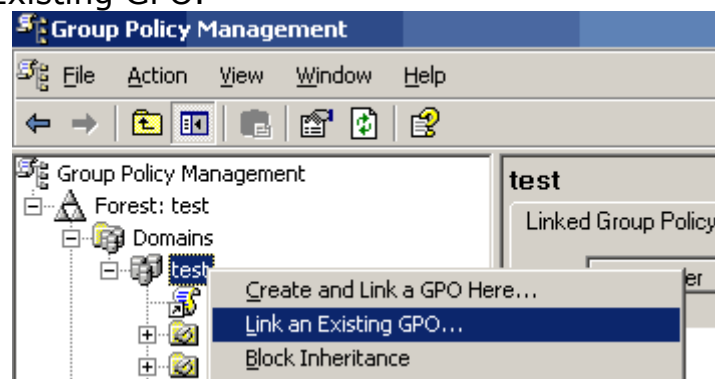 Existing GPO.
Group Policy Management
File Action View Window Help
Group Policy Management
test
Forest: test
Linked Group Policy
Domains
test
er
Create and Link a GPO Here...
Link an Existing GPO...
Block Inheritance